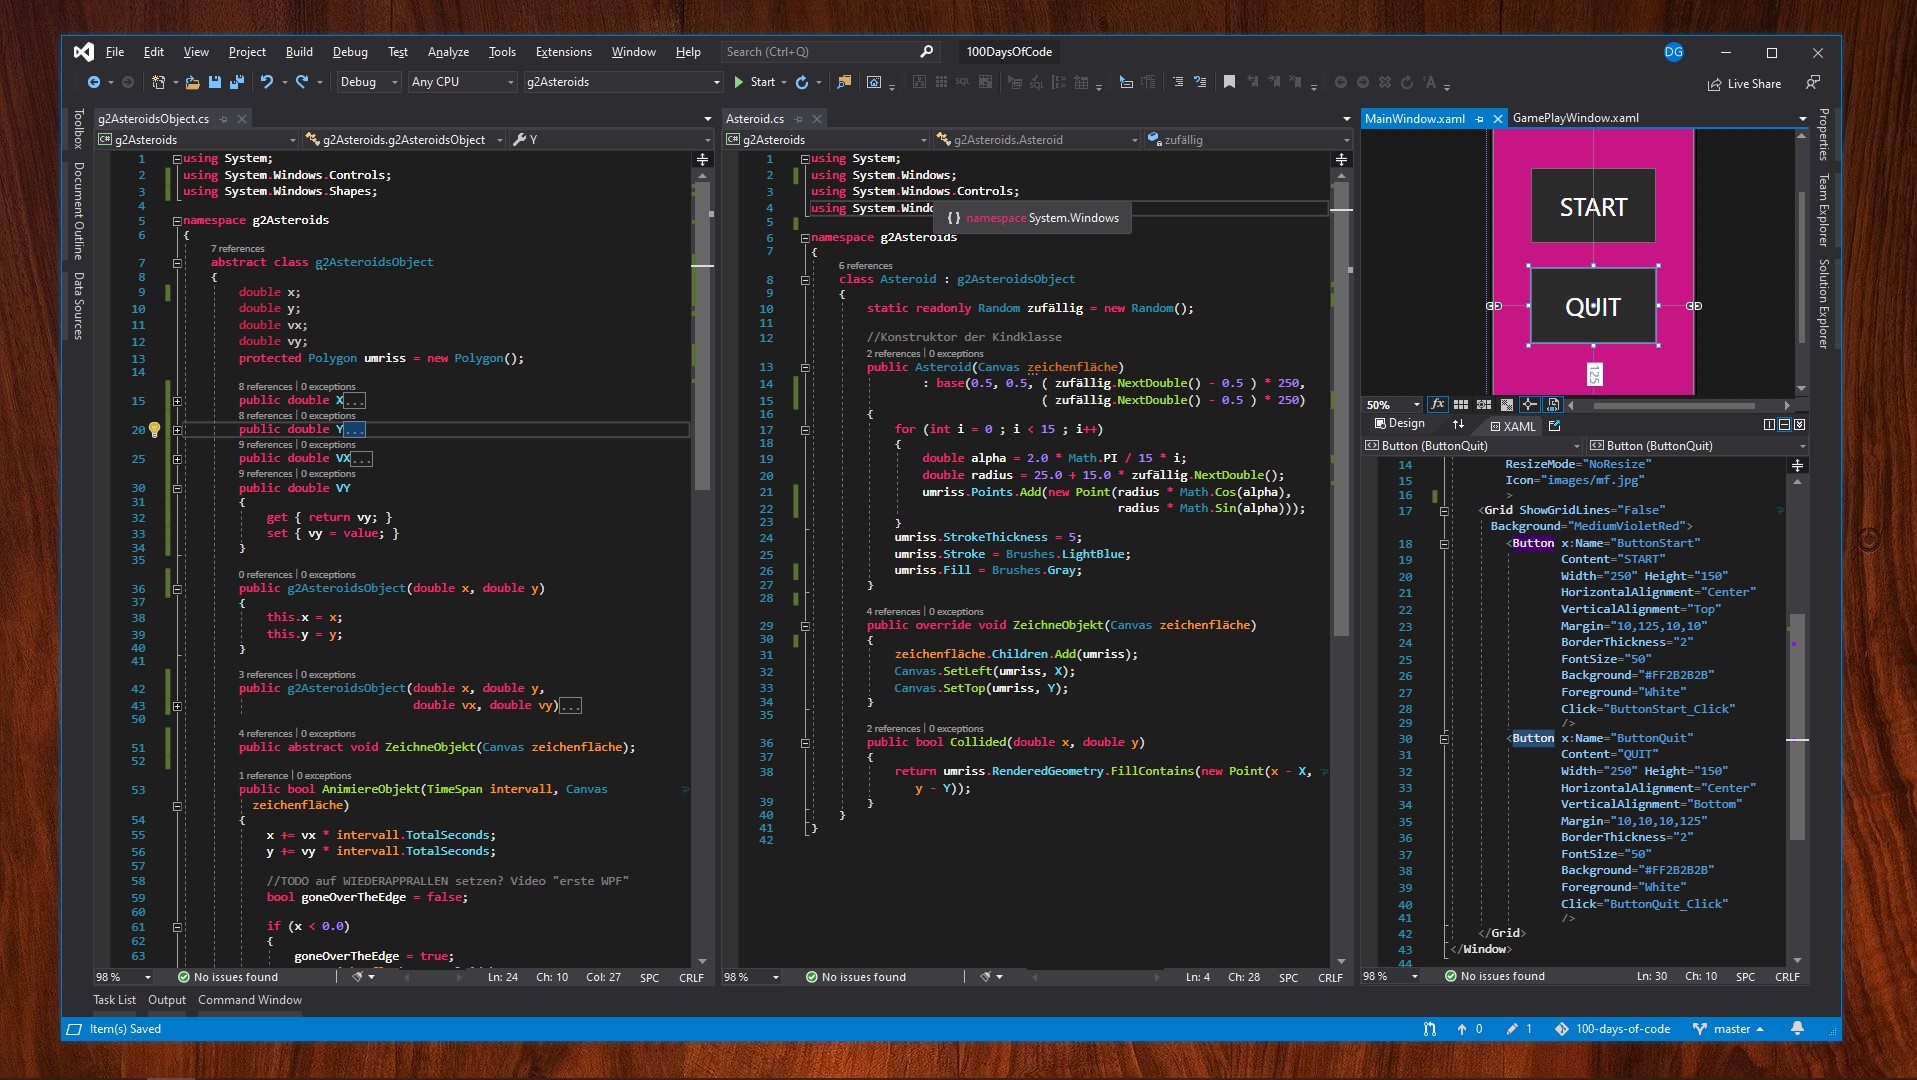 File Edit View Project Build Debug Test Analyze Tools Extensions Window Help Search (Ctrl+Q) 100DaysOfCode DG
Debug Any CPU g2Asteroids Start SQL Live Share
Toolbox
Document Outline
Data Sources
g2AsteroidsObject.cs
g2Asteroids g2Asteroids.g2AsteroidsObject Y
1 using System;
2 using System.Windows.Controls;
3 using System.Windows.Shapes;
4
5 namespace g2Asteroids
6 {
7 references
7 abstract class g2AsteroidsObject
8 {
9 double x;
10 double y;
11 double vx;
12 double vy;
13 protected Polygon umriss = new Polygon();
14
8 references | 0 exceptions
15 public double X...
8 references | 0 exceptions
20 public double Y...
9 references | 0 exceptions
25 public double VX...
9 references | 0 exceptions
30 public double VY
31 {
32 get { return vy; }
33 set { vy = value; }
34 }
35
0 references | 0 exceptions
36 public g2AsteroidsObject(double x, double y)
37 {
38 this.x = x;
39 this.y = y;
40 }
41
3 references | 0 exceptions
42 public g2AsteroidsObject(double x, double y,
43 double vx, double vy)...
50
4 references | 0 exceptions
51 public abstract void ZeichneObjekt(Canvas zeichenfläche);
52
1 reference | 0 exceptions
53 public bool AnimiereObjekt(TimeSpan intervall, Canvas
zeichenfläche)
54 {
55 x += vx * intervall.TotalSeconds;
56 y += vy * intervall.TotalSeconds;
57
58 //TODO auf WIEDERAPPRALLEN setzen? Video "erste WPF"
59 bool goneOverTheEdge = false;
60
61 if (x < 0.0)
62 {
63 goneOverTheEdge = true;
98 % No issues found Ln: 24 Ch: 10 Col: 27 SPC CRLF
Asteroid.cs
g2Asteroids g2Asteroids.Asteroid zufällig
1 using System;
2 using System.Windows;
3 using System.Windows.Controls;
4 using System.Windo
{ } namespace System.Windows
5
6 namespace g2Asteroids
7 {
6 references
8 class Asteroid : g2AsteroidsObject
9 {
10 static readonly Random zufällig = new Random();
11
12 //Konstruktor der Kindklasse
2 references | 0 exceptions
13 public Asteroid(Canvas zeichenfläche)
14 : base(0.5, 0.5, ( zufällig.NextDouble() - 0.5 ) * 250,
15 ( zufällig.NextDouble() - 0.5 ) * 250)
16 {
17 for (int i = 0 ; i < 15 ; i++)
18 {
19 double alpha = 2.0 * Math.PI / 15 * i;
20 double radius = 25.0 + 15.0 * zufällig.NextDouble();
21 umriss.Points.Add(new Point(radius * Math.Cos(alpha),
22 radius * Math.Sin(alpha)));
23 }
24 umriss.StrokeThickness = 5;
25 umriss.Stroke = Brushes.LightBlue;
26 umriss.Fill = Brushes.Gray;
27 }
28
4 references | 0 exceptions
29 public override void ZeichneObjekt(Canvas zeichenfläche)
30 {
31 zeichenfläche.Children.Add(umriss);
32 Canvas.SetLeft(umriss, X);
33 Canvas.SetTop(umriss, Y);
34 }
35
2 references | 0 exceptions
36 public bool Collided(double x, double y)
37 {
38 return umriss.RenderedGeometry.FillContains(new Point(x - X,
y - Y));
39 }
40 }
41 }
42
98 % No issues found Ln: 4 Ch: 28 SPC CRLF
MainWindow.xaml GamePlayWindow.xaml
START
QUIT
125
50% fx
Design XAML
Button (ButtonQuit) Button (ButtonQuit)
14 ResizeMode="NoResize"
15 Icon="images/mf.jpg"
16 >
17 <Grid ShowGridLines="False"
Background="MediumVioletRed">
18 <Button x:Name="ButtonStart"
19 Content="START"
20 Width="250" Height="150"
21 HorizontalAlignment="Center"
22 VerticalAlignment="Top"
23 Margin="10,125,10,10"
24 BorderThickness="2"
25 FontSize="50"
26 Background="#FF2B2B2B"
27 Foreground="White"
28 Click="ButtonStart_Click"
29 />
30 <Button x:Name="ButtonQuit"
31 Content="QUIT"
32 Width="250" Height="150"
33 HorizontalAlignment="Center"
34 VerticalAlignment="Bottom"
35 Margin="10,10,10,125"
36 BorderThickness="2"
37 FontSize="50"
38 Background="#FF2B2B2B"
39 Foreground="White"
40 Click="ButtonQuit_Click"
41 />
42 </Grid>
43 </Window>
44
98 % No issues found Ln: 30 Ch: 10 SPC CRLF
Properties
Team Explorer
Solution Explorer
Task List Output Command Window
Item(s) Saved 0 1 100-days-of-code master